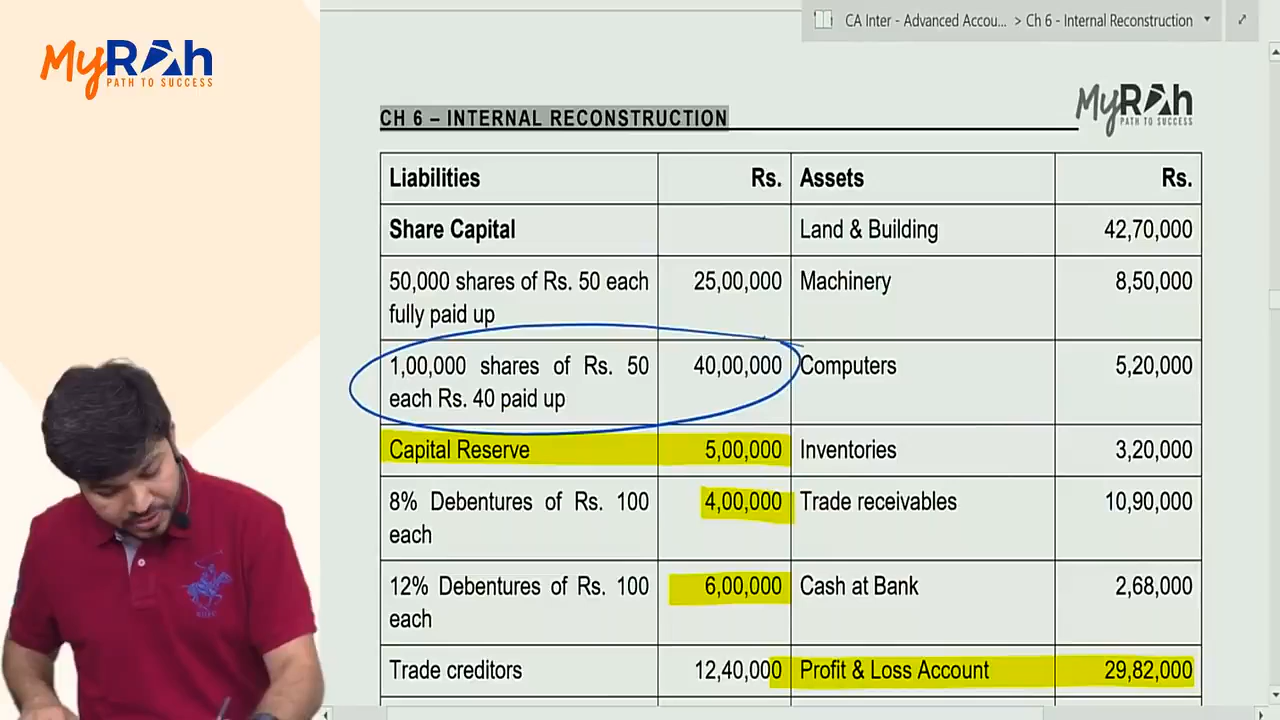 MyRAh
PATH TO SUCCESS
CA Inter - Advanced Accou... > Ch 6 - Internal Reconstruction
CH 6 – INTERNAL RECONSTRUCTION
MyRAh
PATH TO SUCCESS
Liabilities Rs. Assets Rs.
Share Capital Land & Building 42,70,000
50,000 shares of Rs. 50 each 25,00,000 Machinery 8,50,000
fully paid up
1,00,000 shares of Rs. 50 40,00,000 Computers 5,20,000
each Rs. 40 paid up
Capital Reserve 5,00,000 Inventories 3,20,000
8% Debentures of Rs. 100 4,00,000 Trade receivables 10,90,000
each
12% Debentures of Rs. 100 6,00,000 Cash at Bank 2,68,000
each
Trade creditors 12,40,000 Profit & Loss Account 29,82,000